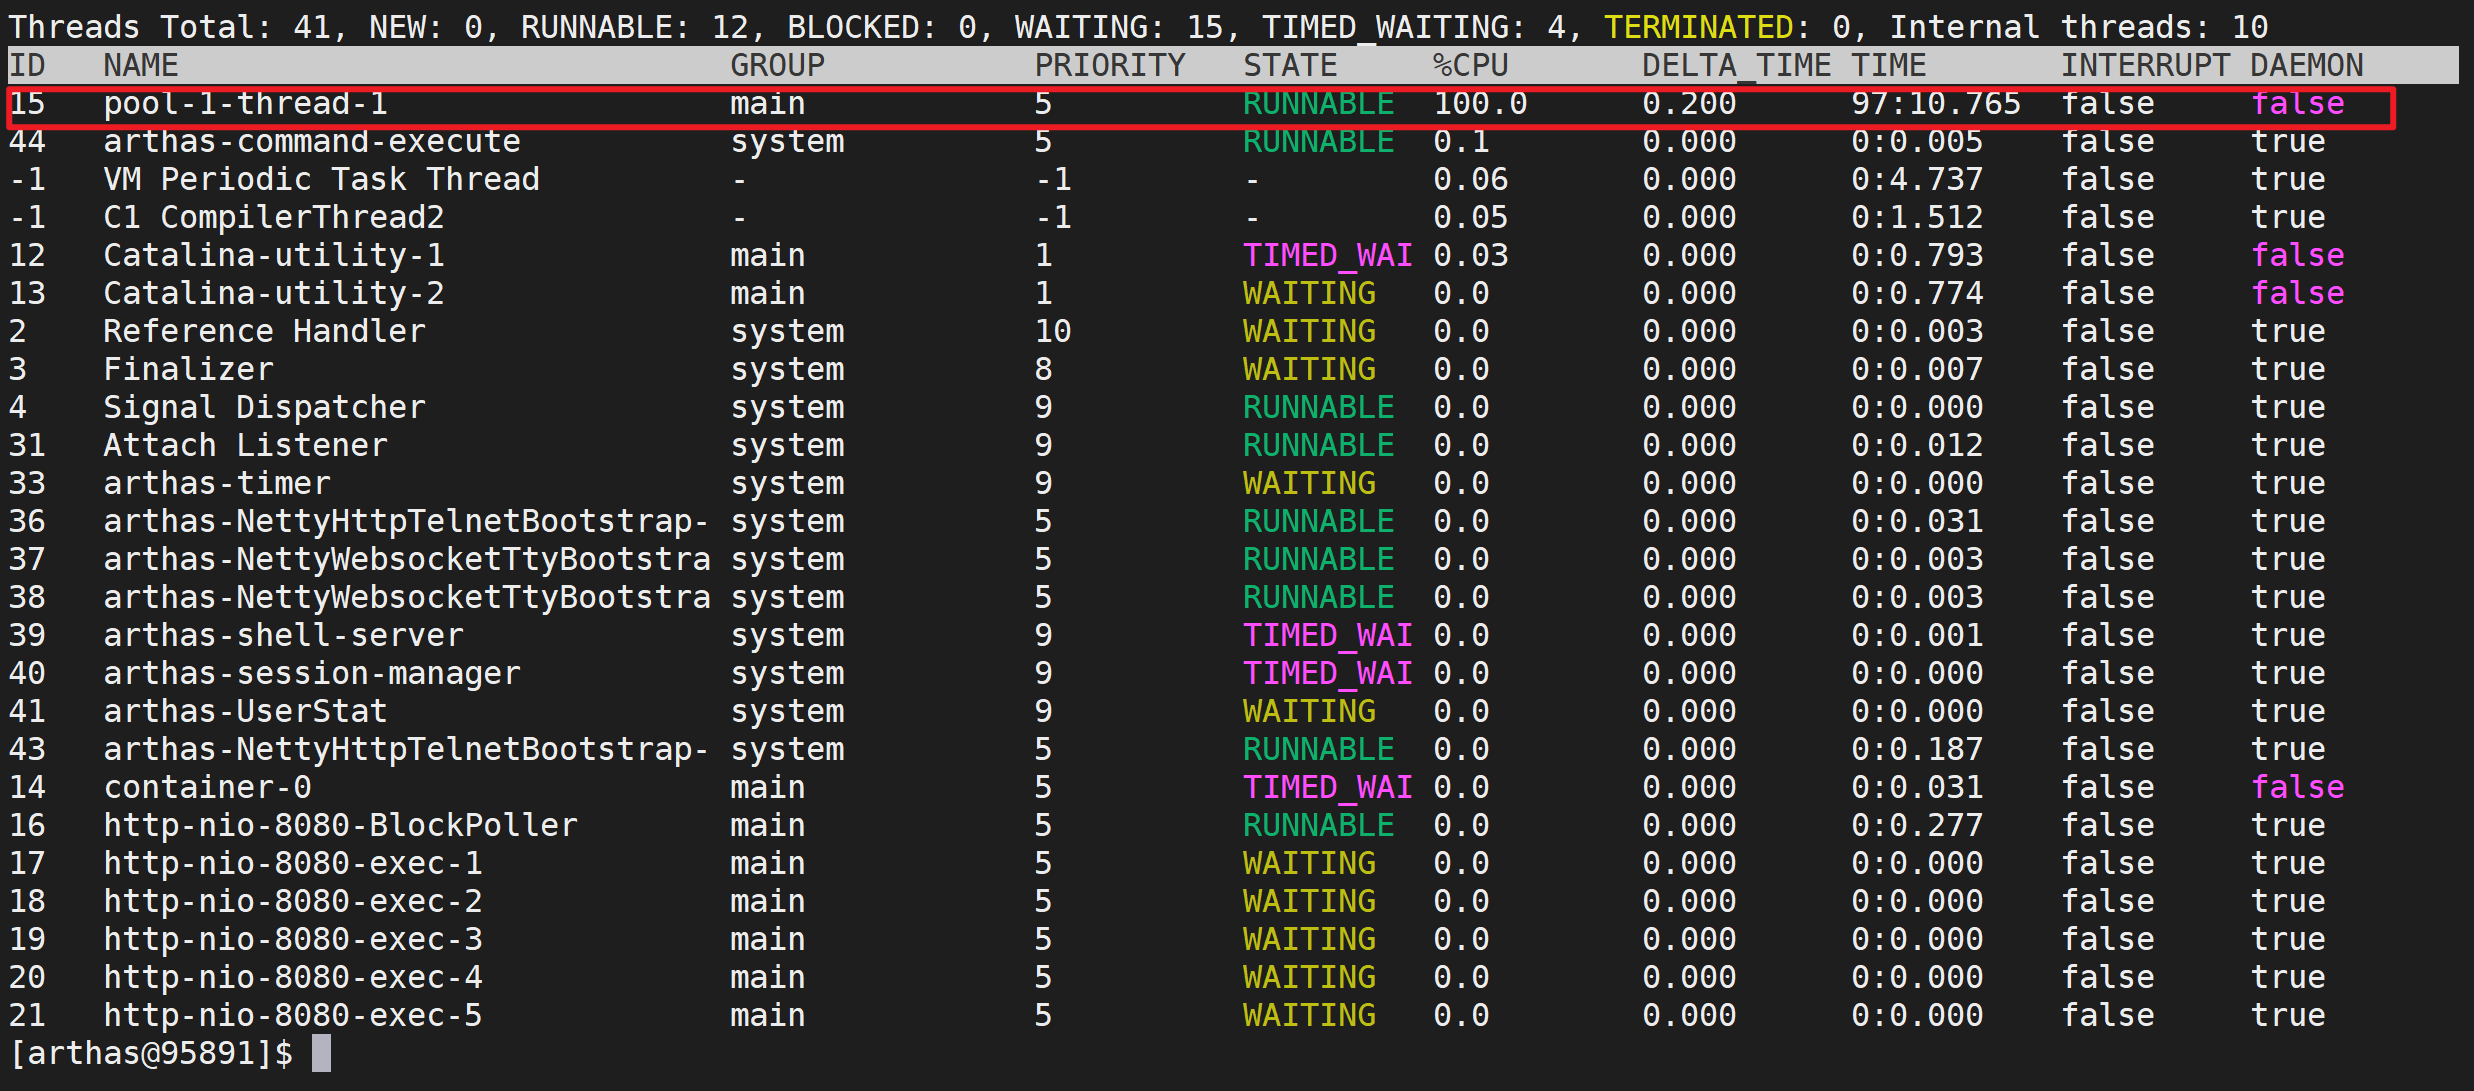 Threads Total: 41, NEW: 0, RUNNABLE: 12, BLOCKED: 0, WAITING: 15, TIMED_WAITING: 4, TERMINATED: 0, Internal threads: 10
ID NAME GROUP PRIORITY STATE %CPU DELTA_TIME TIME INTERRUPT DAEMON
15 pool-1-thread-1 main 5 RUNNABLE 100.0 0.200 97:10.765 false false
44 arthas-command-execute system 5 RUNNABLE 0.1 0.000 0:0.005 false true
-1 VM Periodic Task Thread - -1 - 0.06 0.000 0:4.737 false true
-1 C1 CompilerThread2 - -1 - 0.05 0.000 0:1.512 false true
12 Catalina-utility-1 main 1 TIMED_WAI 0.03 0.000 0:0.793 false false
13 Catalina-utility-2 main 1 WAITING 0.0 0.000 0:0.774 false false
2 Reference Handler system 10 WAITING 0.0 0.000 0:0.003 false true
3 Finalizer system 8 WAITING 0.0 0.000 0:0.007 false true
4 Signal Dispatcher system 9 RUNNABLE 0.0 0.000 0:0.000 false true
31 Attach Listener system 9 RUNNABLE 0.0 0.000 0:0.012 false true
33 arthas-timer system 9 WAITING 0.0 0.000 0:0.000 false true
36 arthas-NettyHttpTelnetBootstrap- system 5 RUNNABLE 0.0 0.000 0:0.031 false true
37 arthas-NettyWebsocketTtyBootstra system 5 RUNNABLE 0.0 0.000 0:0.003 false true
38 arthas-NettyWebsocketTtyBootstra system 5 RUNNABLE 0.0 0.000 0:0.003 false true
39 arthas-shell-server system 9 TIMED_WAI 0.0 0.000 0:0.001 false true
40 arthas-session-manager system 9 TIMED_WAI 0.0 0.000 0:0.000 false true
41 arthas-UserStat system 9 WAITING 0.0 0.000 0:0.000 false true
43 arthas-NettyHttpTelnetBootstrap- system 5 RUNNABLE 0.0 0.000 0:0.187 false true
14 container-0 main 5 TIMED_WAI 0.0 0.000 0:0.031 false false
16 http-nio-8080-BlockPoller main 5 RUNNABLE 0.0 0.000 0:0.277 false true
17 http-nio-8080-exec-1 main 5 WAITING 0.0 0.000 0:0.000 false true
18 http-nio-8080-exec-2 main 5 WAITING 0.0 0.000 0:0.000 false true
19 http-nio-8080-exec-3 main 5 WAITING 0.0 0.000 0:0.000 false true
20 http-nio-8080-exec-4 main 5 WAITING 0.0 0.000 0:0.000 false true
21 http-nio-8080-exec-5 main 5 WAITING 0.0 0.000 0:0.000 false true
[arthas@95891]$